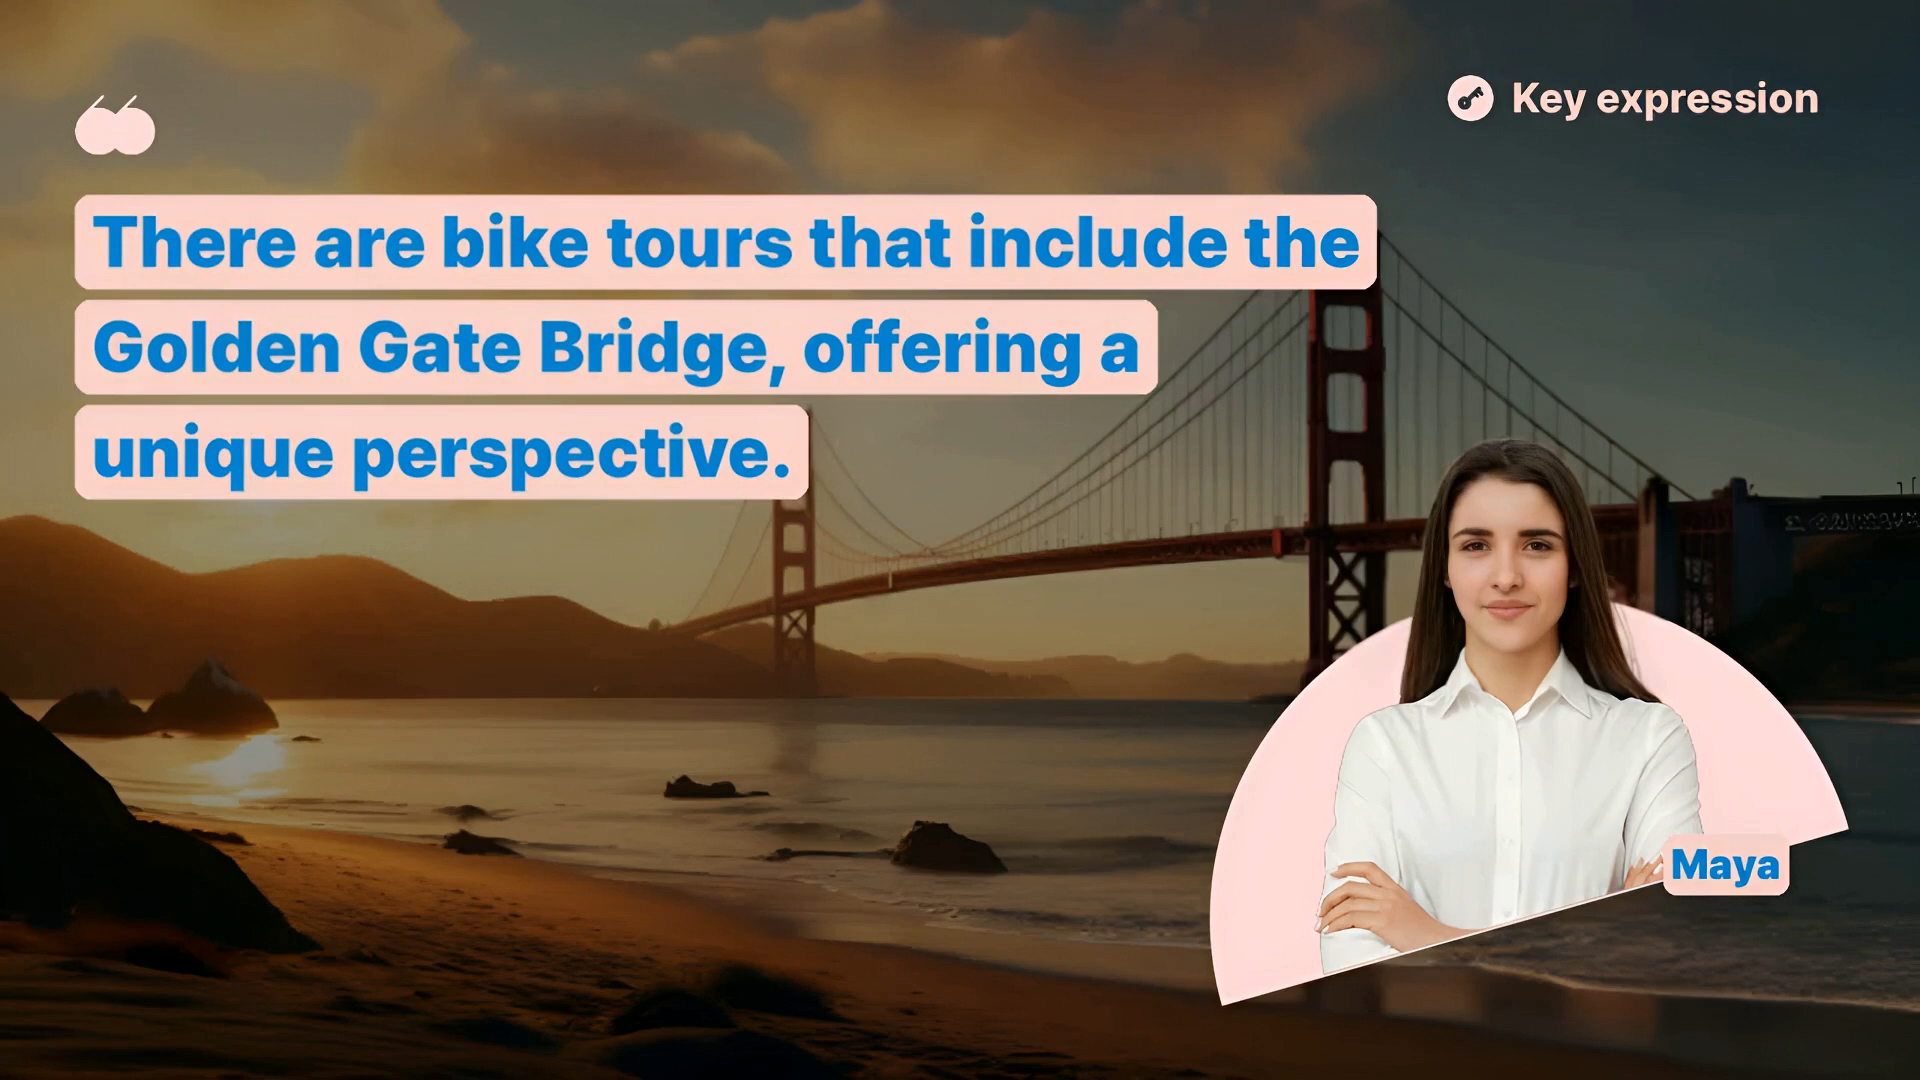 Key expression
There are bike tours that include the
Golden Gate Bridge, offering a
unique perspective.
Maya